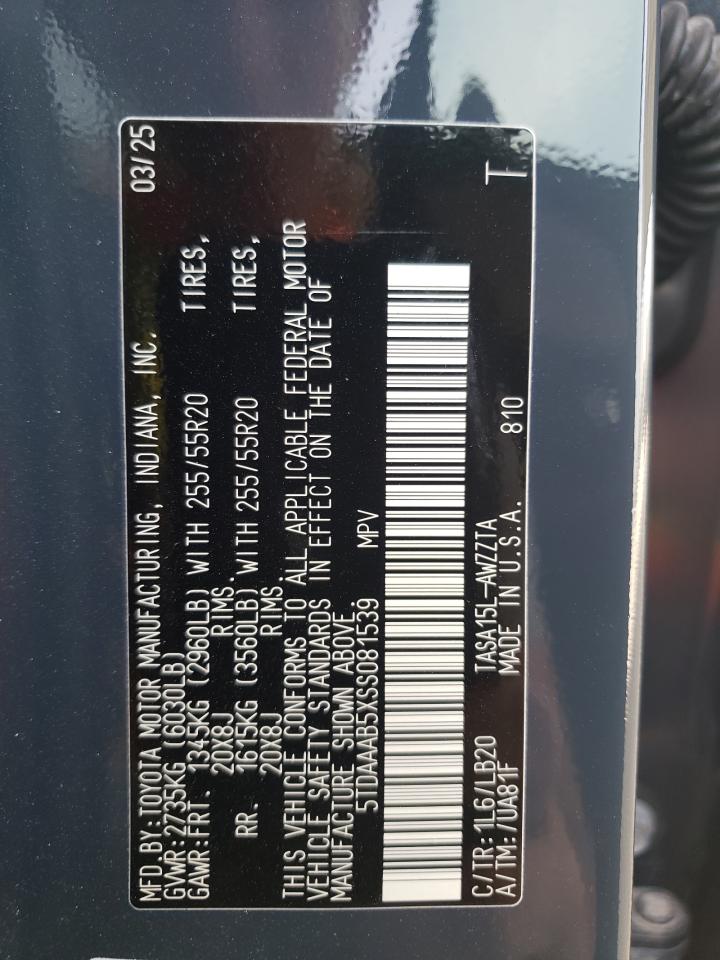 MFD.BY:TOYOTA MOTOR MANUFACTURING, INDIANA, INC. 03/25
GVWR:2735KG (6030LB)
GAWR:FRT. 1345KG (2960LB) WITH 255/55R20 TIRES,
20X8J RIMS.
RR. 1615KG (3560LB) WITH 255/55R20 TIRES,
20X8J RIMS.
THIS VEHICLE CONFORMS TO ALL APPLICABLE FEDERAL MOTOR
VEHICLE SAFETY STANDARDS IN EFFECT ON THE DATE OF
MANUFACTURE SHOWN ABOVE.
5TDAAAB5XSS081539 MPV
C/TR:1L6/LB20 TASA15L-AWZZTA T
A/TM:/UA81F MADE IN U.S.A. 810